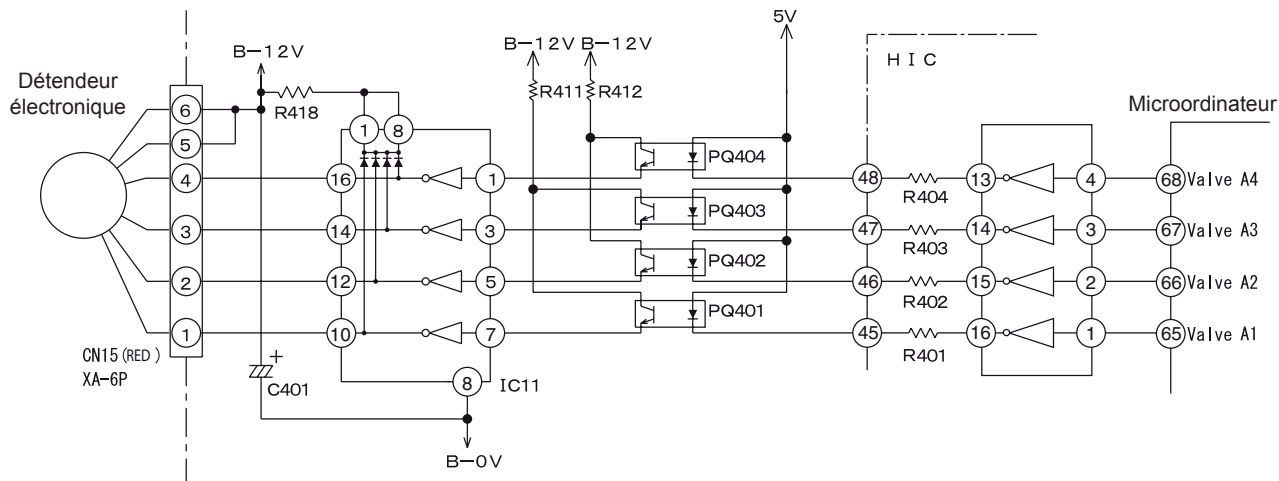 5V
B-12V
B-12V B-12V
HIC
Détendeur
électronique
R411 R412
Microordinateur
R418
6
1 8
5
PQ404
4 16 1 48 13 4 68 Valve A4
R404
PQ403
3 14 3 47 14 3 67 Valve A3
R403
PQ402
2 12 5 46 15 2 66 Valve A2
R402
PQ401
1 10 7 45 16 1 65 Valve A1
R401
CN15 (RED)
XA-6P
+
C401
8 IC11
B-0V